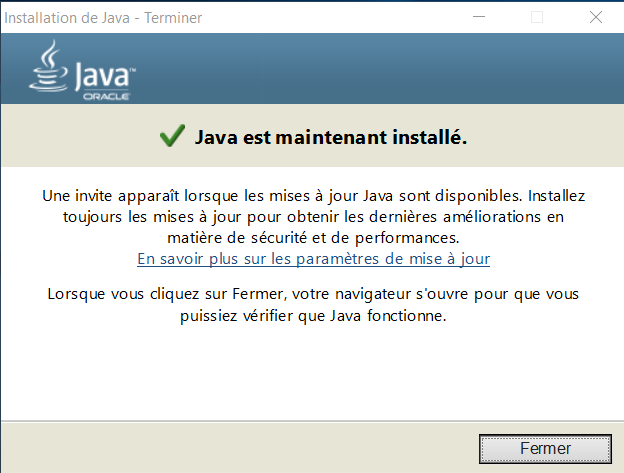 Installation de Java - Terminer
Java™
ORACLE
Java est maintenant installé.
Une invite apparaît lorsque les mises à jour Java sont disponibles. Installez
toujours les mises à jour pour obtenir les dernières améliorations en
matière de sécurité et de performances.
En savoir plus sur les paramètres de mise à jour
Lorsque vous cliquez sur Fermer, votre navigateur s'ouvre pour que vous
puissiez vérifier que Java fonctionne.
Fermer